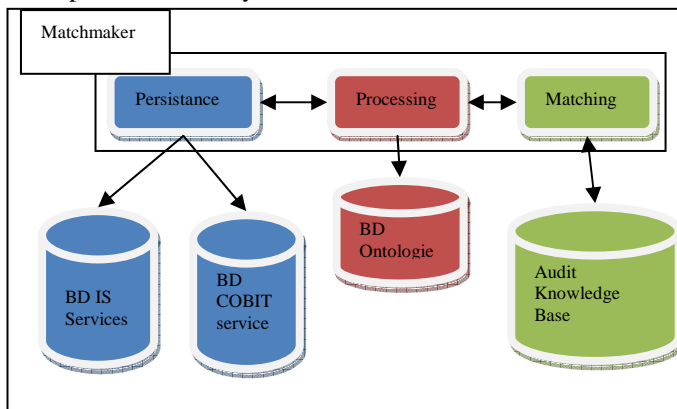 Matchmaker
Persistance
Processing
Matching
BD IS
Services
BD
COBIT
service
BD
Ontologie
Audit
Knowledge
Base